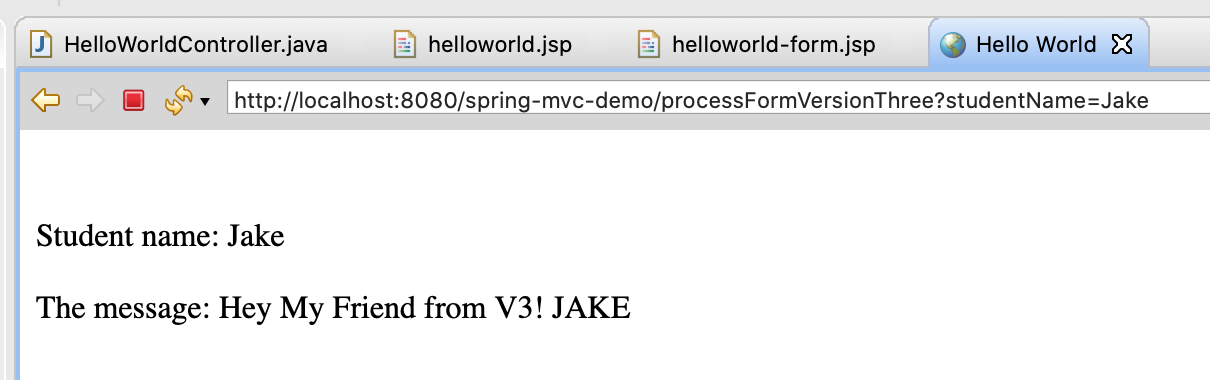 HelloWorldController.java helloworld.jsp helloworld-form.jsp Hello World
http://localhost:8080/spring-mvc-demo/processFormVersionThree?studentName=Jake
Student name: Jake
The message: Hey My Friend from V3! JAKE